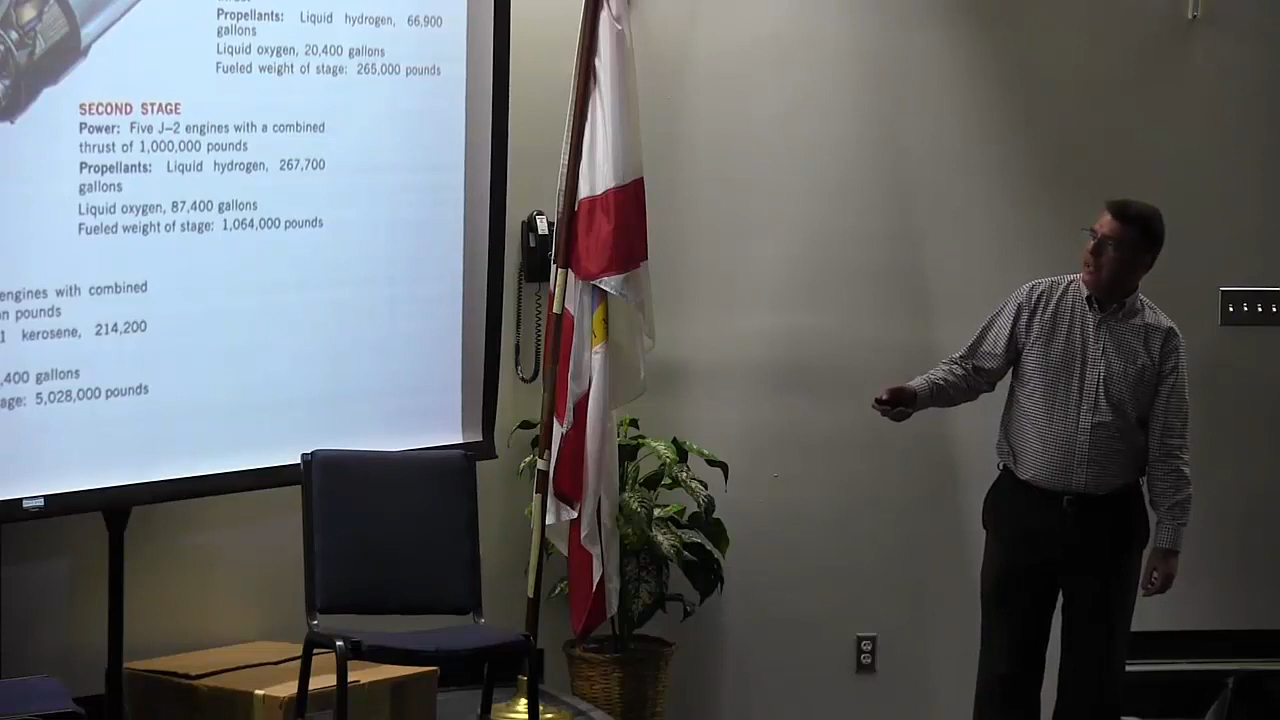 Propellants: Liquid hydrogen, 66,900
gallons
Liquid oxygen, 20,400 gallons
Fueled weight of stage: 265,000 pounds
SECOND STAGE
Power: Five J-2 engines with a combined
thrust of 1,000,000 pounds
Propellants: Liquid hydrogen, 267,700
gallons
Liquid oxygen, 87,400 gallons
Fueled weight of stage: 1,064,000 pounds
engines with combined
n pounds
1 kerosene, 214,200
,400 gallons
age: 5,028,000 pounds